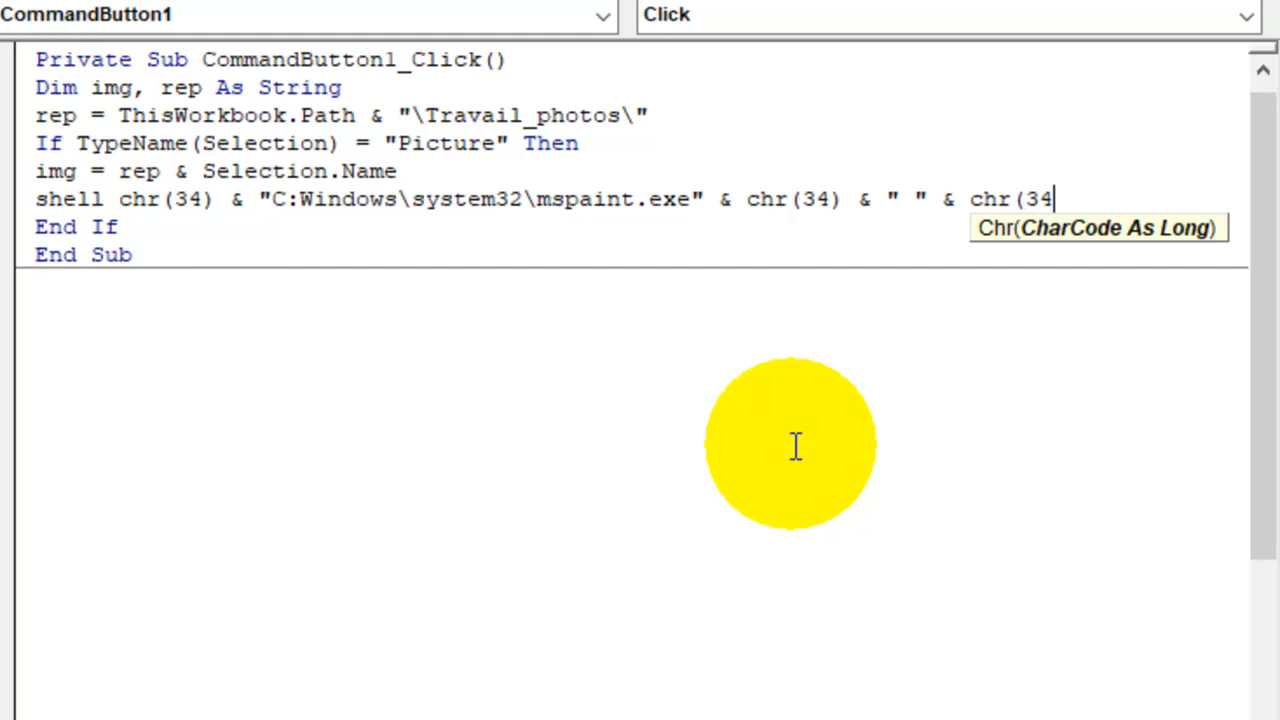 CommandButton1
Click
Private Sub CommandButton1_Click()
Dim img, rep As String
rep = ThisWorkbook.Path & "\Travail_photos\"
If TypeName(Selection) = "Picture" Then
img = rep & Selection.Name
shell chr(34) & "C:Windows\system32\mspaint.exe" & chr(34) & " " & chr(34
Chr(CharCode As Long)
End If
End Sub